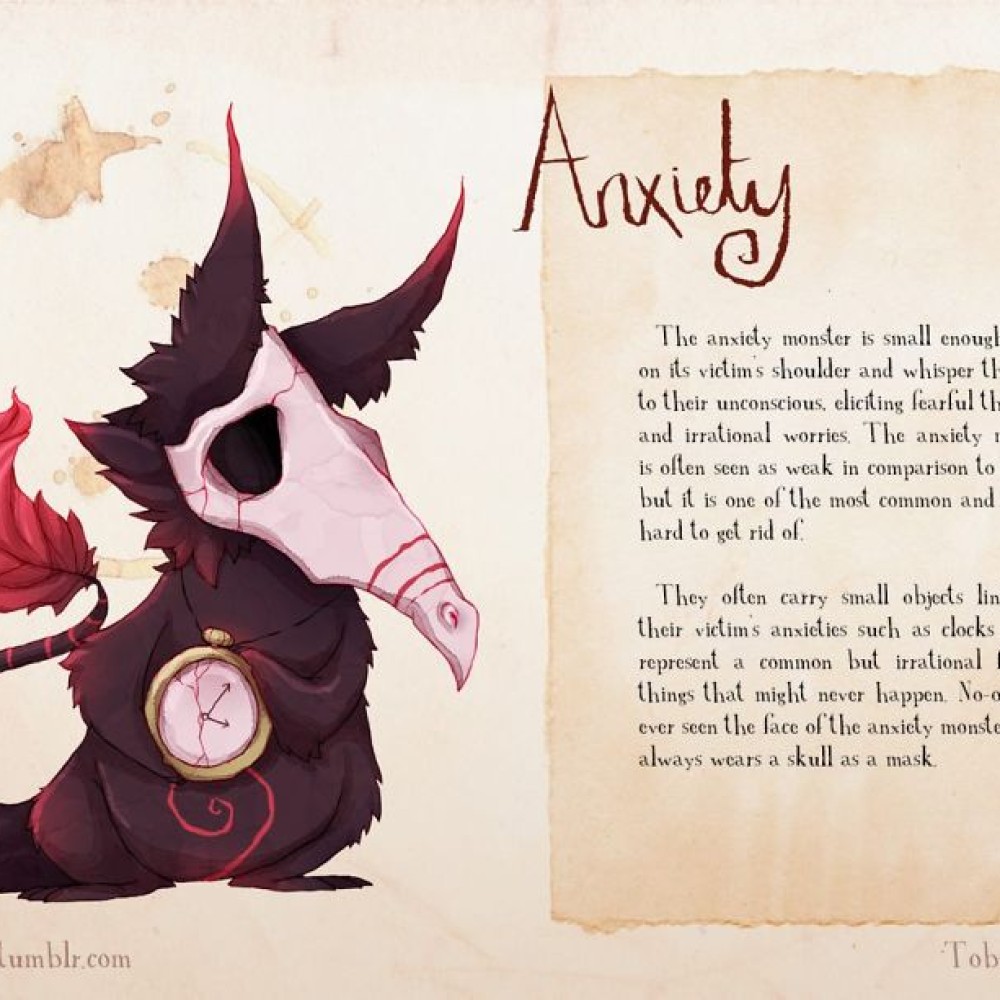 Anxiety
The anxiety monster is small enough
on its victim's shoulder and whisper th
to their unconscious, eliciting fearful th
and irrational worries. The anxiety m
is often seen as weak in comparison to
but it is one of the most common and
hard to get rid of.
They often carry small objects lin
their victim's anxieties such as clocks
represent a common but irrational f
things that might never happen. No-o
ever seen the face of the anxiety monste
always wears a skull as a mask.
tumblr.com
Tob